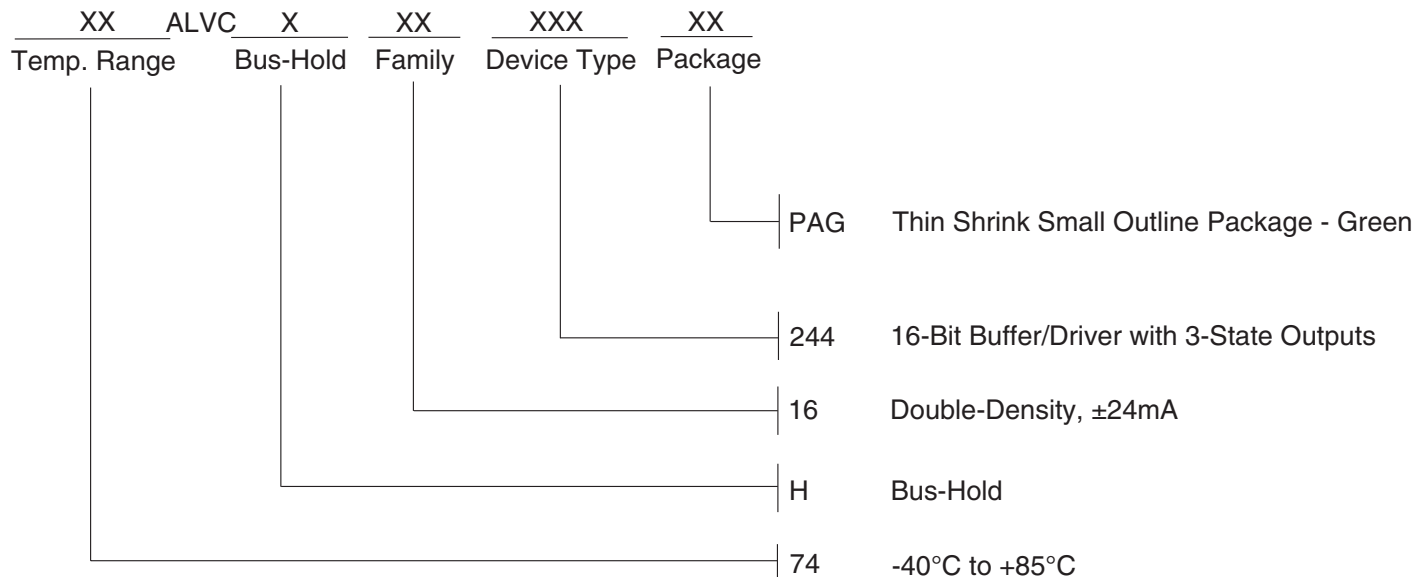 XX ALVC X XX XXX XX
Temp. Range Bus-Hold Family Device Type Package
PAG Thin Shrink Small Outline Package - Green
244 16-Bit Buffer/Driver with 3-State Outputs
16 Double-Density, ±24mA
H Bus-Hold
74 -40°C to +85°C